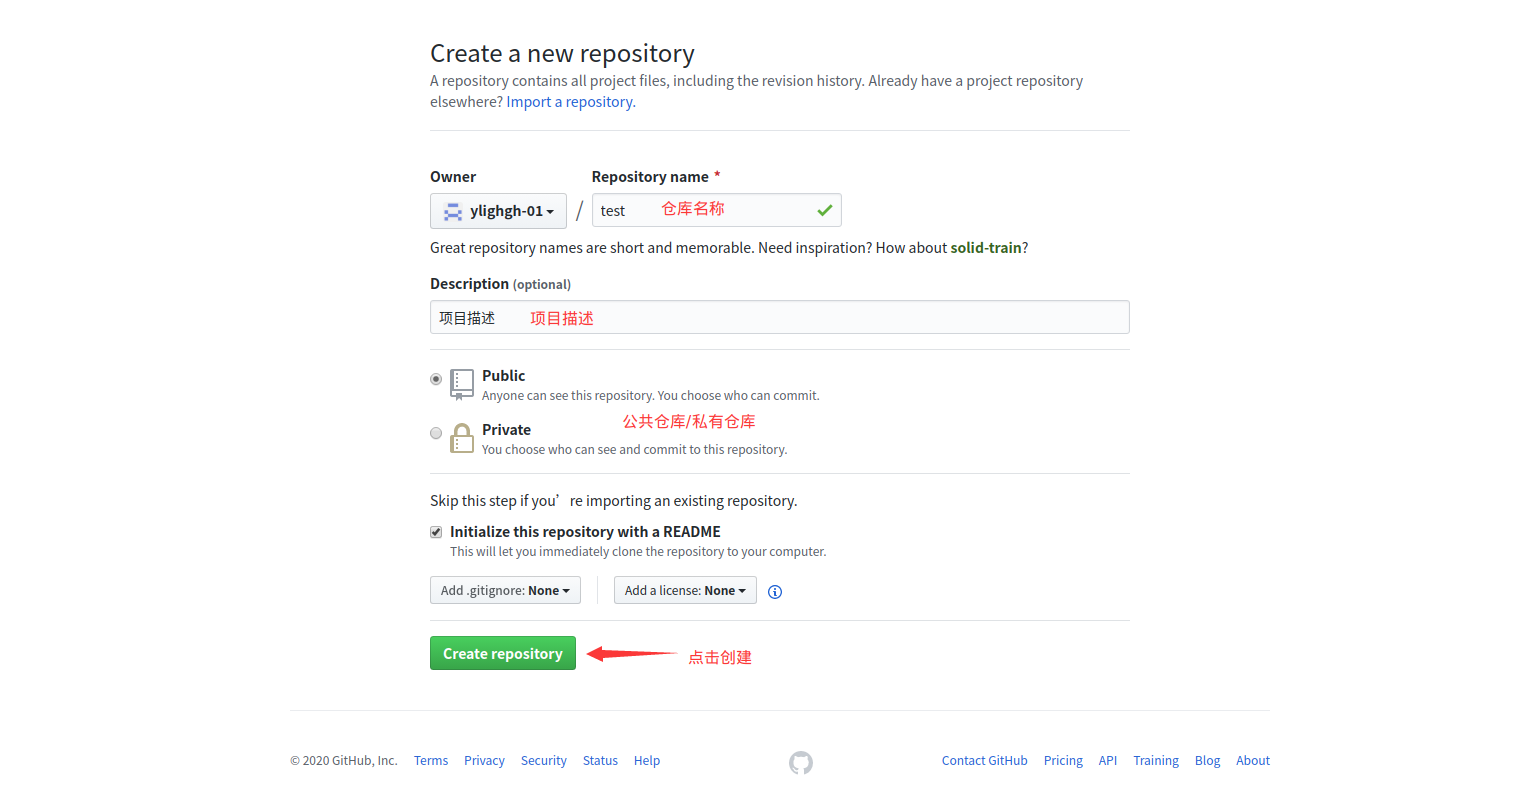 Create a new repository
A repository contains all project files, including the revision history. Already have a project repository
elsewhere? Import a repository.
Owner
Repository name *
ylighgh-01
/
test
仓库名称
Great repository names are short and memorable. Need inspiration? How about solid-train?
Description (optional)
项目描述
项目描述
Public
Anyone can see this repository. You choose who can commit.
公共仓库/私有仓库
Private
You choose who can see and commit to this repository.
Skip this step if you’re importing an existing repository.
Initialize this repository with a README
This will let you immediately clone the repository to your computer.
Add .gitignore: None
Add a license: None
Create repository
点击创建
© 2020 GitHub, Inc. Terms Privacy Security Status Help Contact GitHub Pricing API Training Blog About